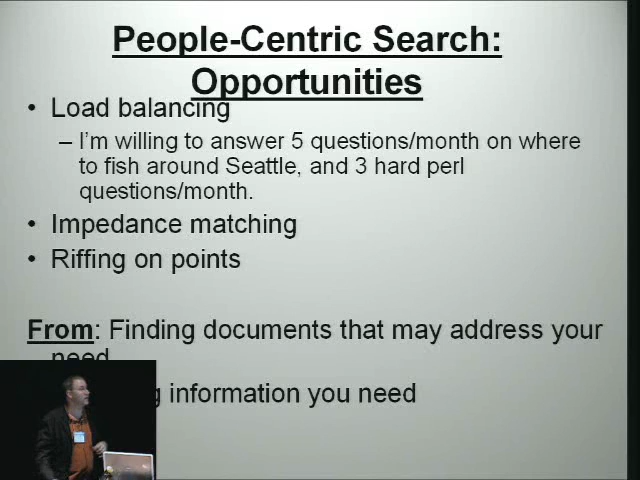 People-Centric Search:
Opportunities
• Load balancing
– I'm willing to answer 5 questions/month on where
to fish around Seattle, and 3 hard perl
questions/month.
• Impedance matching
• Riffing on points
From: Finding documents that may address your
need
information you need